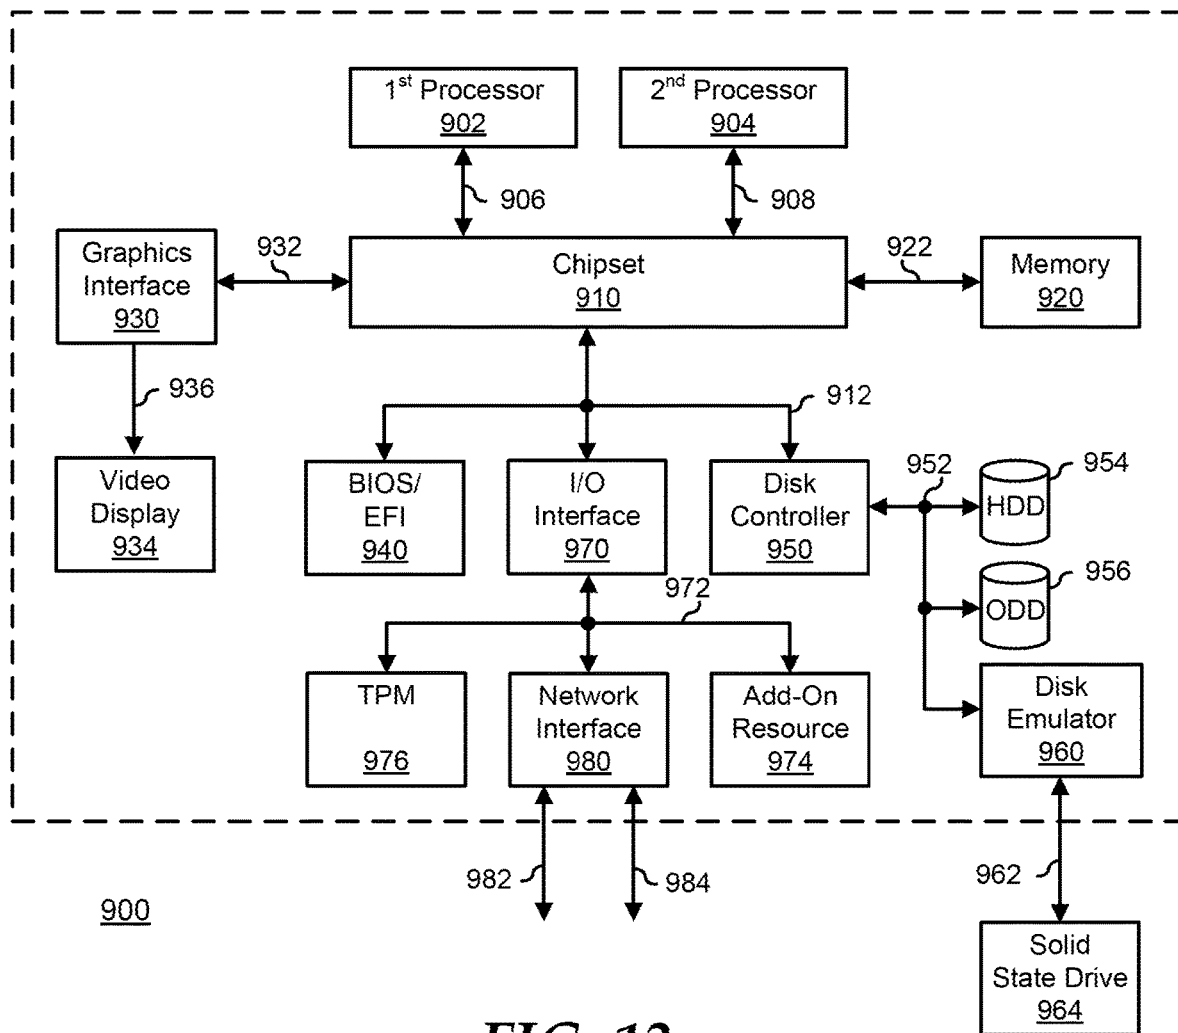 1st Processor
902
2nd Processor
904
906
908
Graphics
Interface
930
932
Chipset
910
922
Memory
920
936
912
Video
Display
934
BIOS/
EFI
940
I/O
Interface
970
Disk
Controller
950
952
954
HDD
956
ODD
972
TPM
976
Network
Interface
980
Add-On
Resource
974
Disk
Emulator
960
982
984
962
900
Solid
State Drive
964